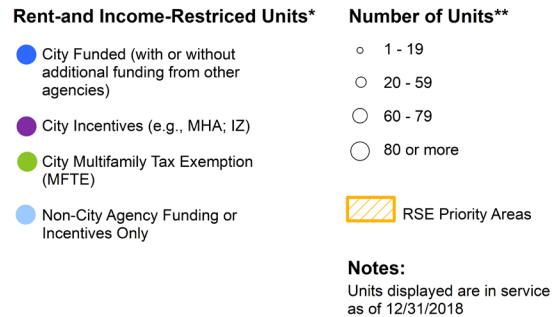 Rent-and Income-Restriced Units*
City Funded (with or without
additional funding from other
agencies)
City Incentives (e.g., MHA; IZ)
City Multifamily Tax Exemption
(MFTE)
Non-City Agency Funding or
Incentives Only
Number of Units**
1 - 19
20 - 59
60 - 79
80 or more
RSE Priority Areas
Notes:
Units displayed are in service
as of 12/31/2018